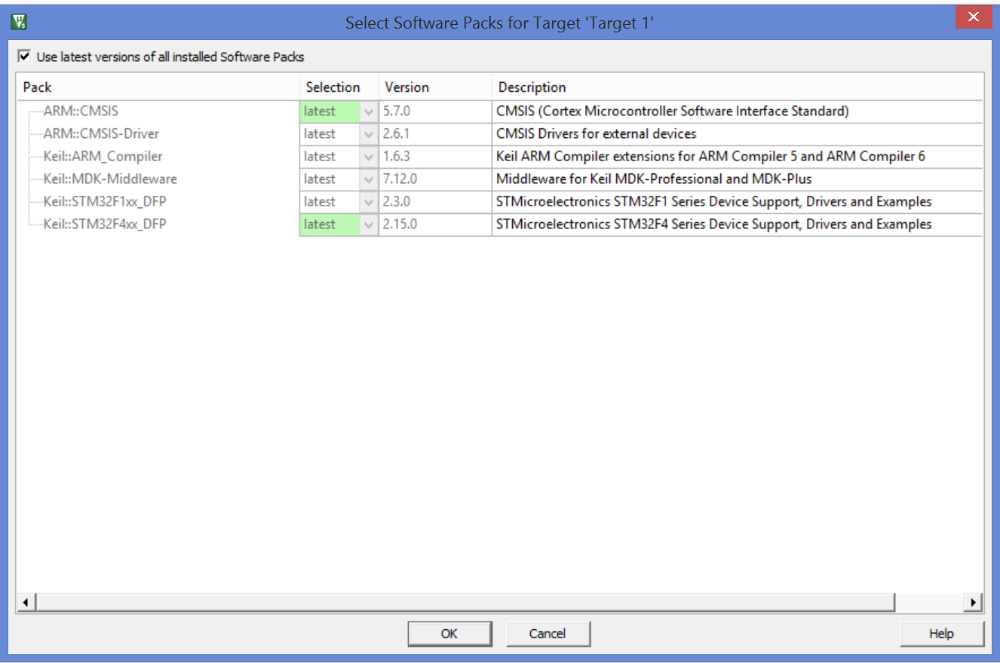 Select Software Packs for Target 'Target 1'
Use latest versions of all installed Software Packs
Pack Selection Version Description
ARM::CMSIS latest 5.7.0 CMSIS (Cortex Microcontroller Software Interface Standard)
ARM::CMSIS-Driver latest 2.6.1 CMSIS Drivers for external devices
Keil::ARM_Compiler latest 1.6.3 Keil ARM Compiler extensions for ARM Compiler 5 and ARM Compiler 6
Keil::MDK-Middleware latest 7.12.0 Middleware for Keil MDK-Professional and MDK-Plus
Keil::STM32F1xx_DFP latest 2.3.0 STMicroelectronics STM32F1 Series Device Support, Drivers and Examples
Keil::STM32F4xx_DFP latest 2.15.0 STMicroelectronics STM32F4 Series Device Support, Drivers and Examples
OK Cancel Help